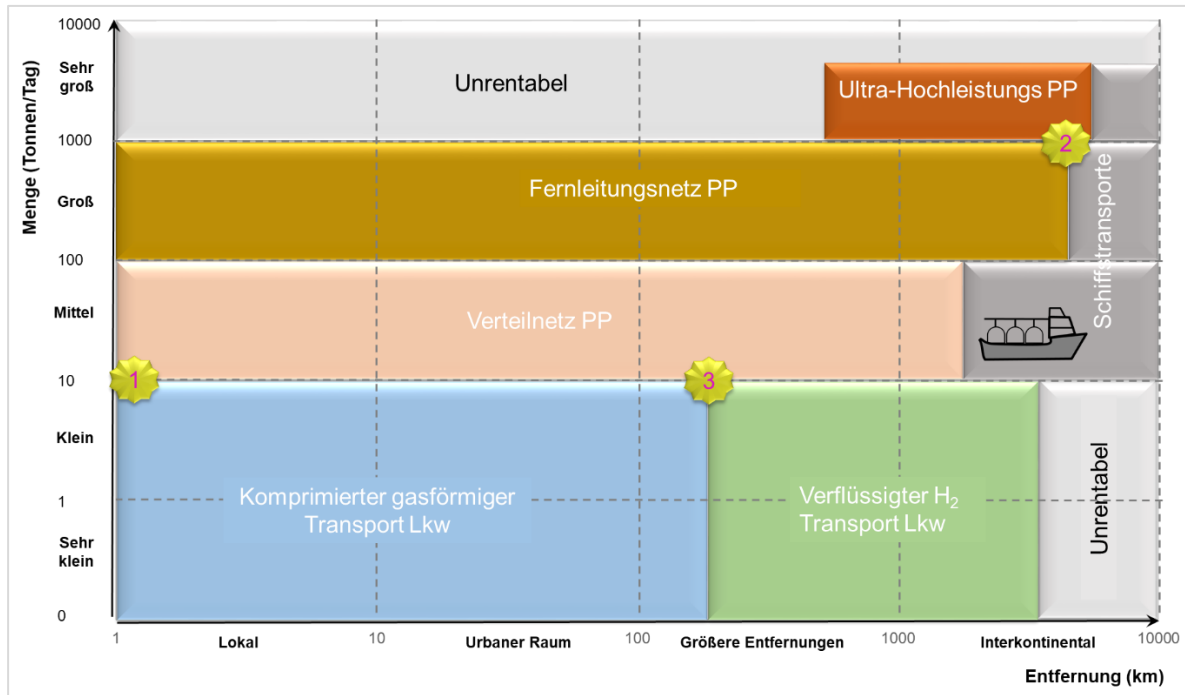 10000
Sehr
groß
1000
Groß
100
Mittel
10
Klein
1
Sehr
klein
0
Menge (Tonnen/Tag)
Unrentabel
Ultra-Hochleistungs PP
2
Fernleitungsnetz PP
Schiffstransporte
Verteilnetz PP
1
3
Komprimierter gasförmiger
Transport Lkw
Verflüssigter H₂
Transport Lkw
Unrentabel
1
Lokal
10
Urbaner Raum
100
Größere Entfernungen
1000
Interkontinental
10000
Entfernung (km)